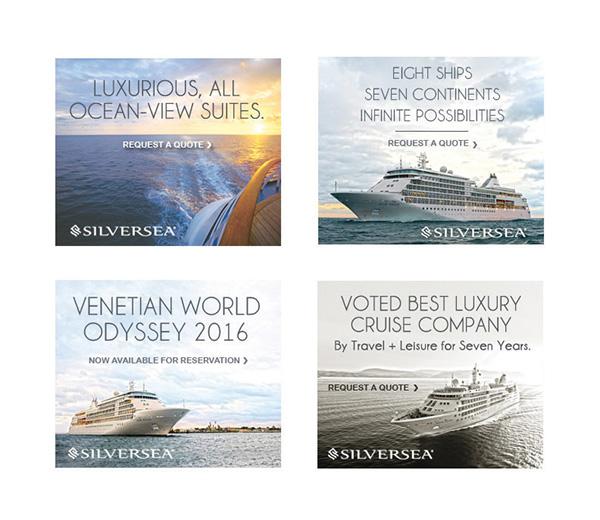 LUXURIOUS, ALL
OCEAN-VIEW SUITES.
REQUEST A QUOTE ❯
SILVERSEA®
EIGHT SHIPS
SEVEN CONTINENTS
INFINITE POSSIBILITIES
REQUEST A QUOTE ❯
SILVERSEA®
VENETIAN WORLD
ODYSSEY 2016
NOW AVAILABLE FOR RESERVATION ❯
SILVERSEA®
VOTED BEST LUXURY
CRUISE COMPANY
By Travel + Leisure for Seven Years.
REQUEST A QUOTE ❯
SILVERSEA®